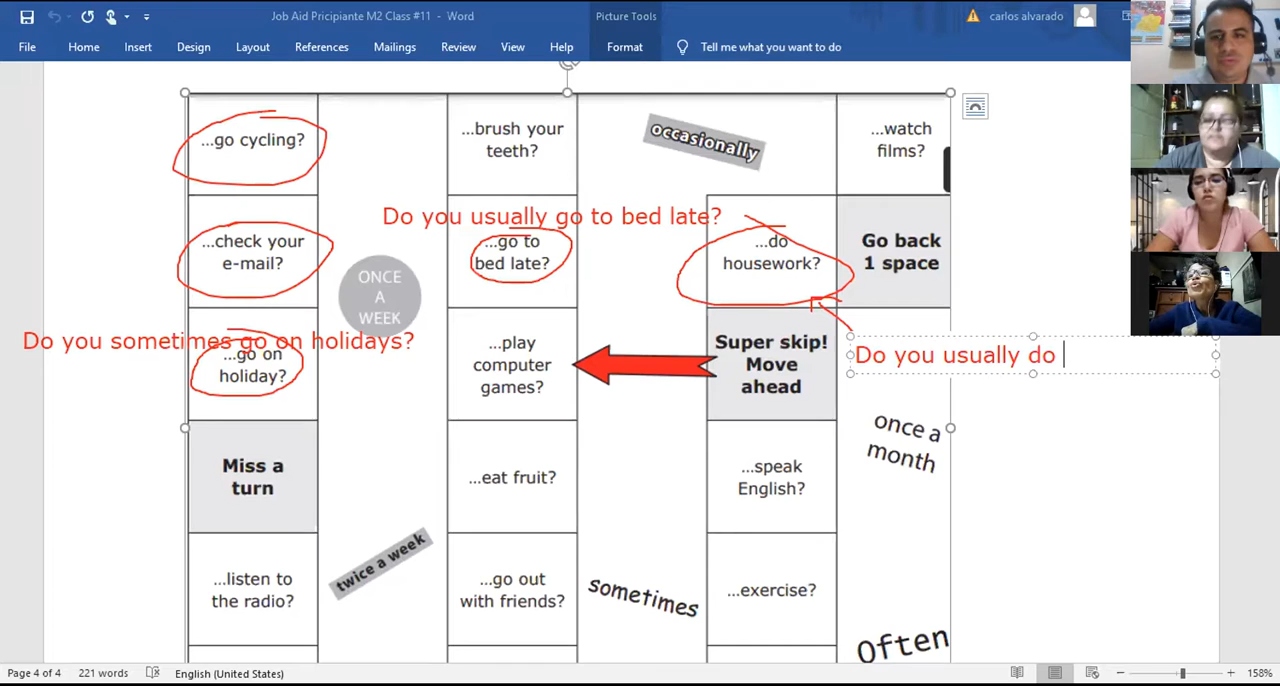 Job Aid Pricipiante M2 Class #11 - Word
Picture Tools
carlos alvarado
File Home Insert Design Layout References Mailings Review View Help Format Tell me what you want to do
...go cycling?
...brush your
teeth?
occasionally
...watch
films?
Do you usually go to bed late?
...check your
e-mail?
ONCE
A
WEEK
...go to
bed late?
...do
housework?
Go back
1 space
Do you sometimes go on holidays?
...go on
holiday?
...play
computer
games?
Super skip!
Move
ahead
Do you usually do
once a
month
Miss a
turn
...eat fruit?
...speak
English?
twice a week
...listen to
the radio?
...go out
with friends?
sometimes
...exercise?
Often
Page 4 of 4 221 words English (United States) 158%